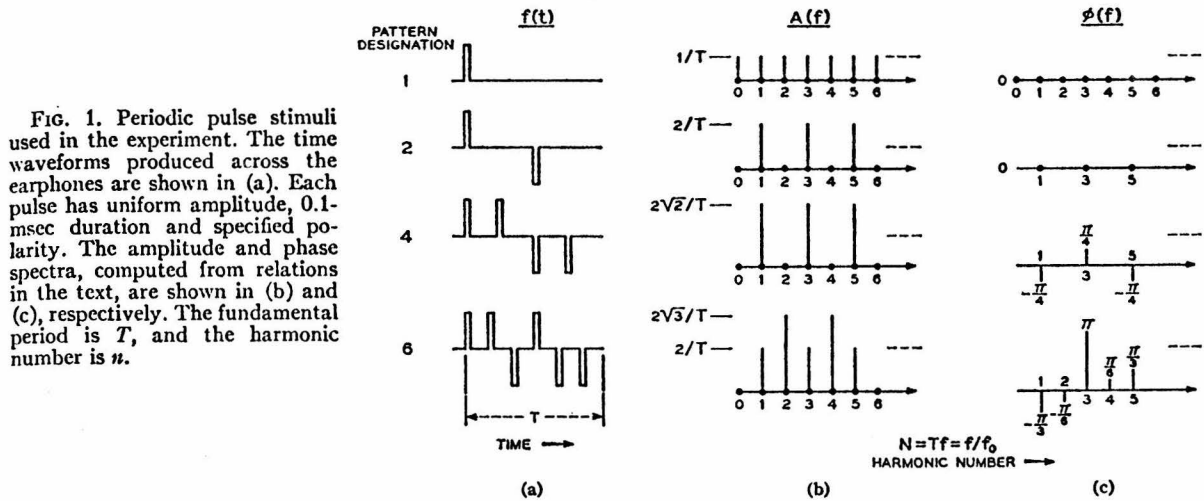 f(t)
A(f)
ø(f)
PATTERN
DESIGNATION
1
1/T
0 1 2 3 4 5 6
0
0 1 2 3 4 5 6
2
2/T
0 1 2 3 4 5 6
0
1 3 5
4
2√2/T
0 1 2 3 4 5 6
π/4
1 5
3
-π/4 -π/4
6
2√3/T
2/T
0 1 2 3 4 5 6
π
π/6 π/3
1 2
3 4 5
-π/3 -π/6
T
TIME
N=Tf=f/f₀
HARMONIC NUMBER
(a)
(b)
(c)
FIG. 1. Periodic pulse stimuli
used in the experiment. The time
waveforms produced across the
earphones are shown in (a). Each
pulse has uniform amplitude, 0.1-
msec duration and specified po-
larity. The amplitude and phase
spectra, computed from relations
in the text, are shown in (b) and
(c), respectively. The fundamental
period is T, and the harmonic
number is n.